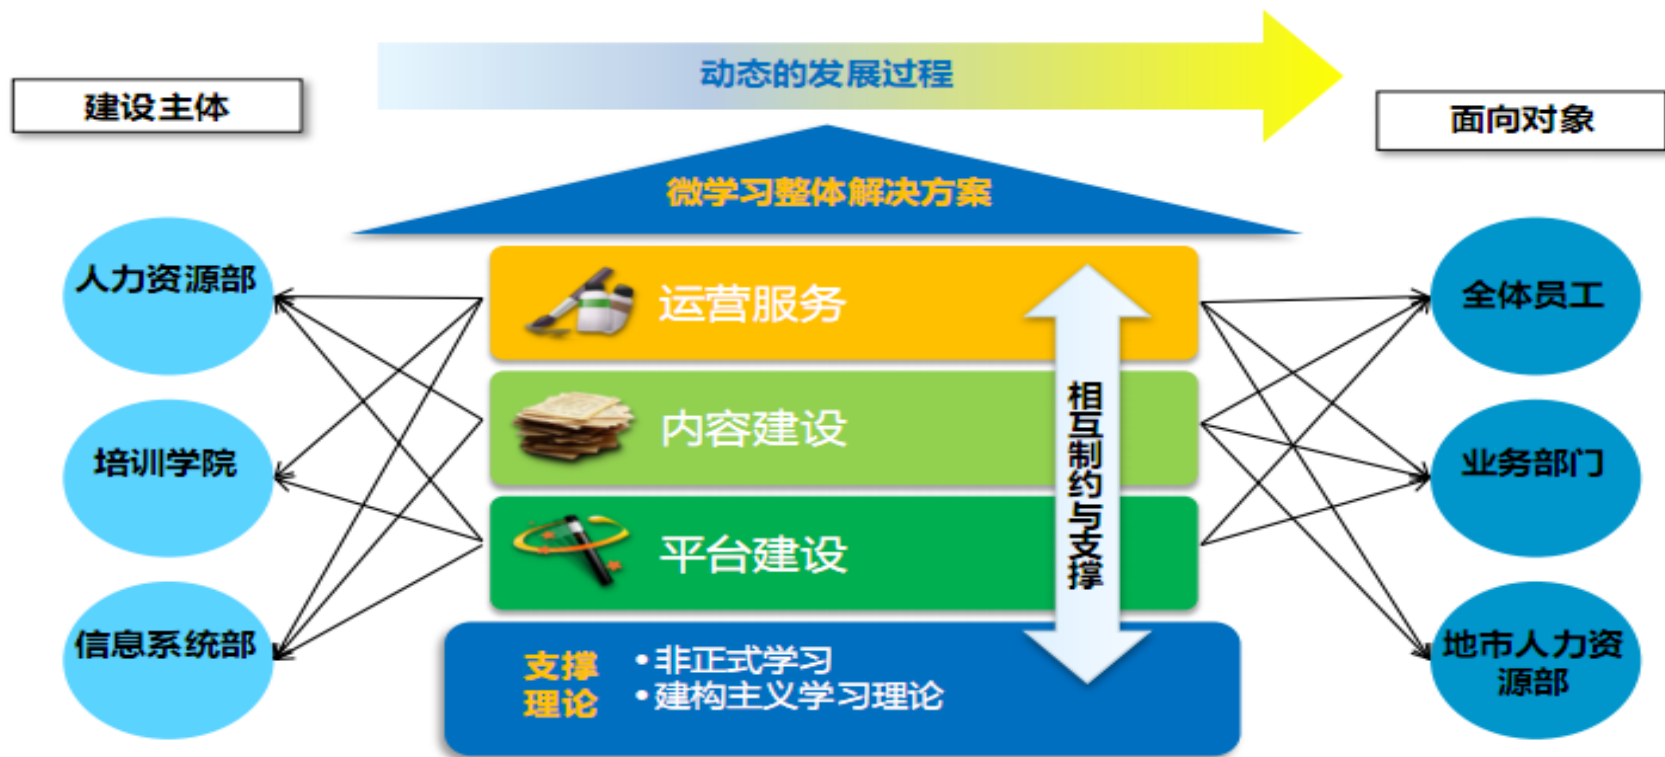 动态的发展过程
建设主体
面向对象
微学习整体解决方案
人力资源部
培训学院
信息系统部
运营服务
内容建设
平台建设
相互制约与支撑
支撑
理论
•非正式学习
•建构主义学习理论
全体员工
业务部门
地市人力资
源部